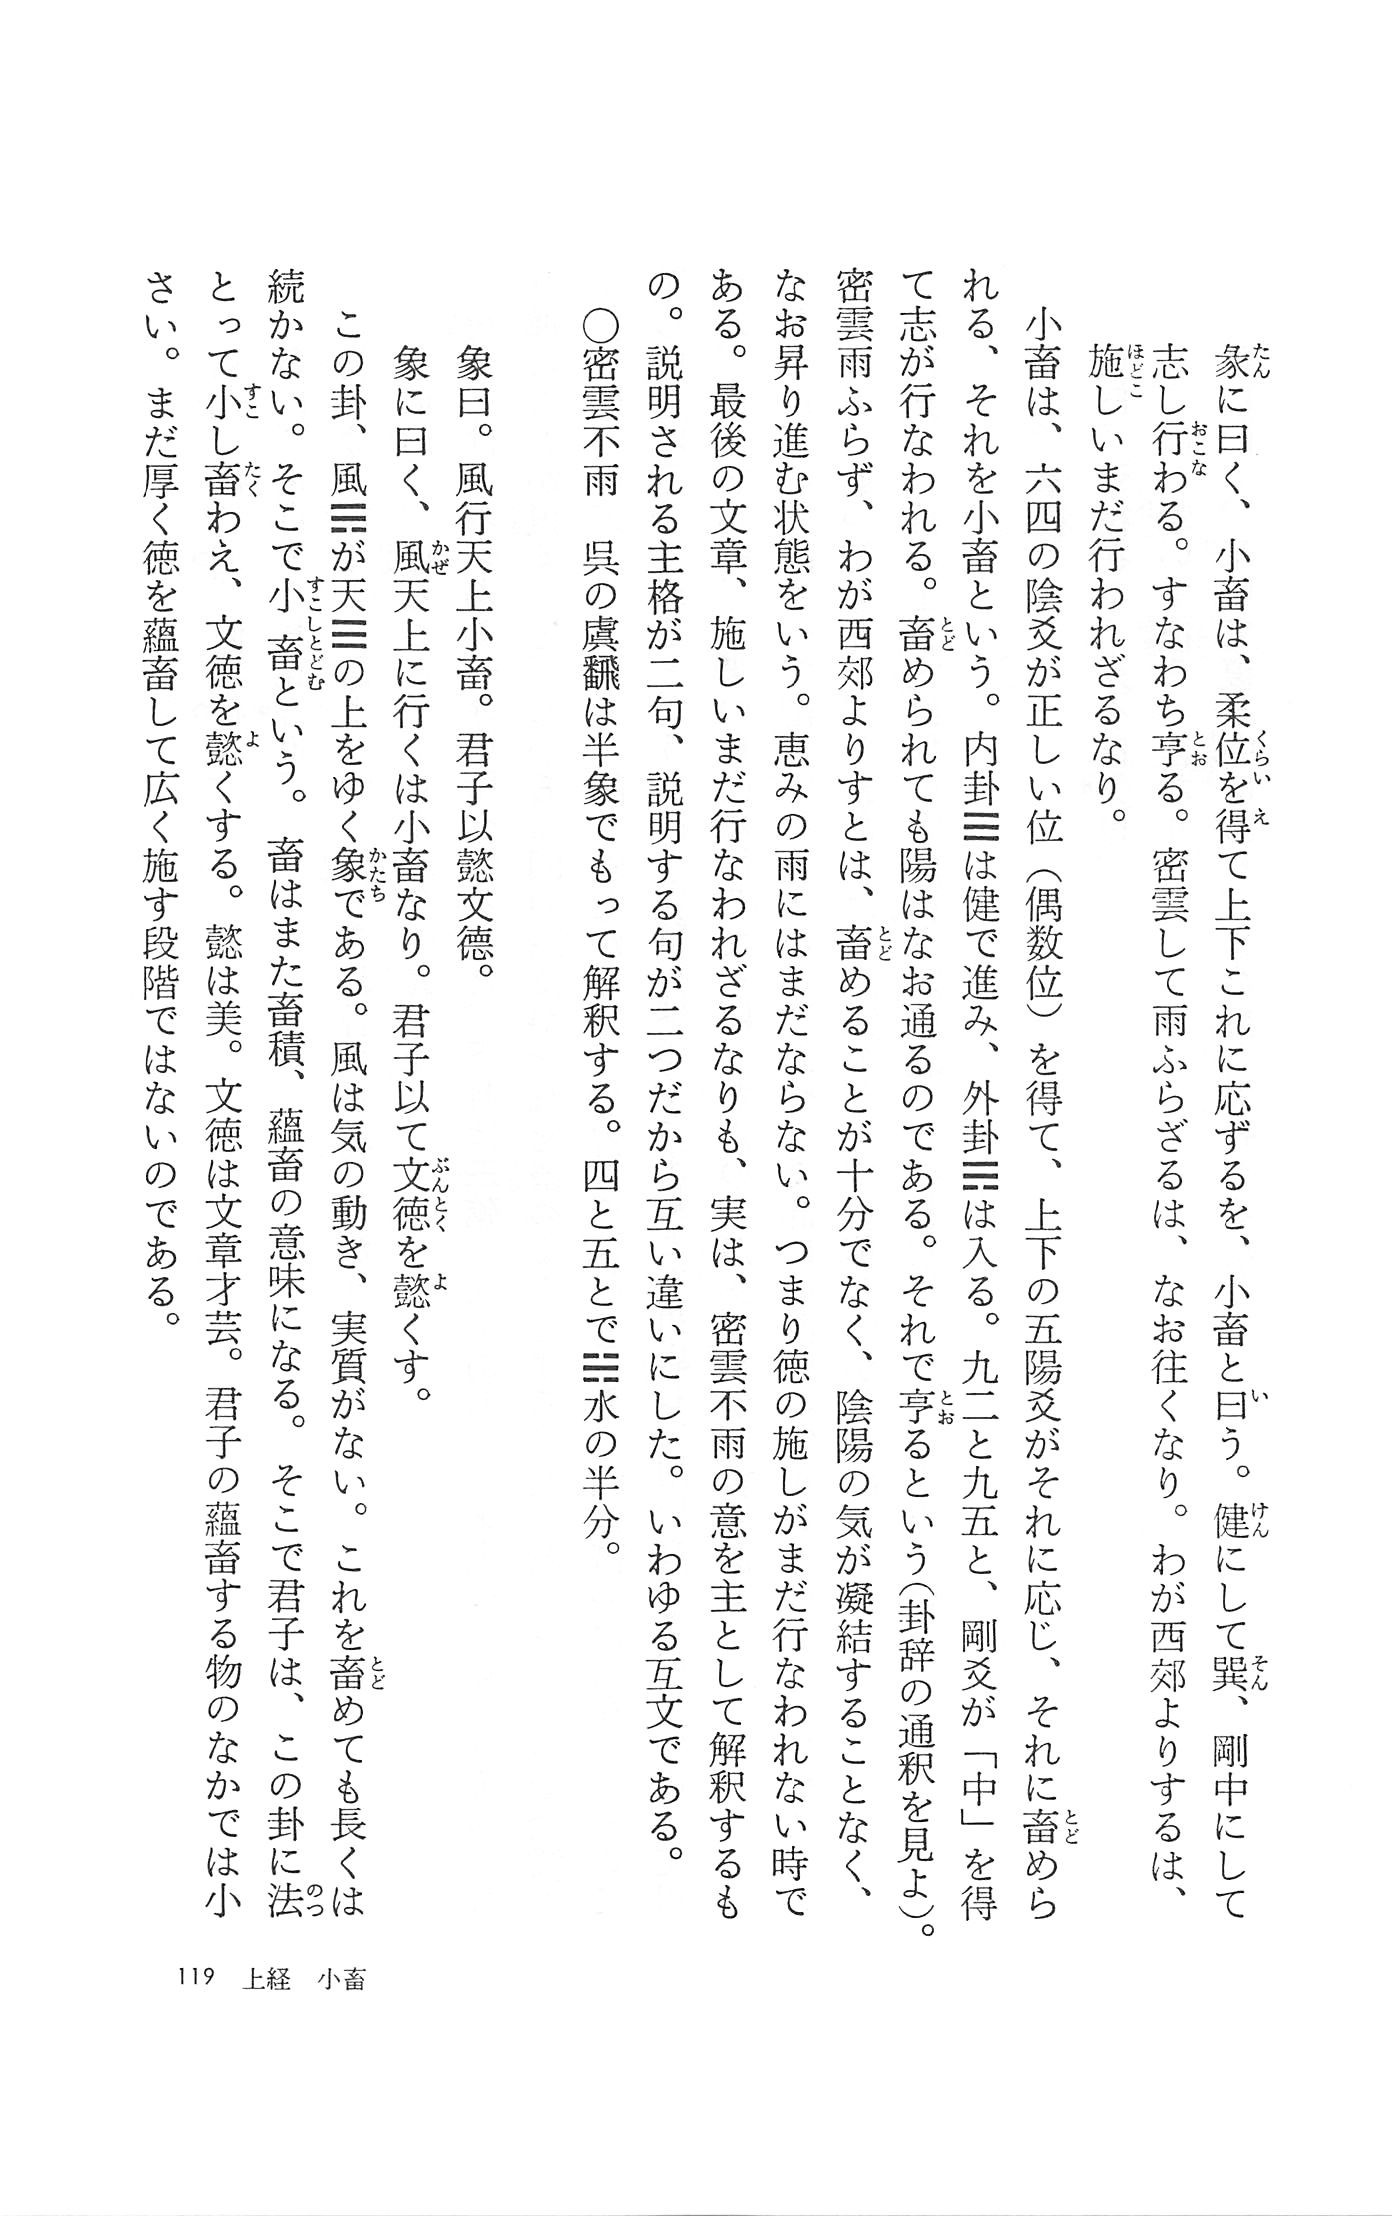 彖に曰く、小畜は、柔位を得て上下これに応ずるを、小畜と曰う。健にして巽、剛中にして
志し行わる。すなわち亨る。密雲して雨ふらざるは、なお往くなり。わが西郊よりするは、
施しいまだ行われざるなり。
小畜は、六四の陰爻が正しい位（偶数位）を得て、上下の五陽爻がそれに応じ、それに畜めら
れる、それを小畜という。内卦☰は健で進み、外卦☴は入る。九二と九五と、剛爻が「中」を得
て志が行なわれる。畜められても陽はなお通るのである。それで亨るという（卦辞の通釈を見よ）。
密雲雨ふらず、わが西郊よりすとは、畜めることが十分でなく、陰陽の気が凝結することなく、
なお昇り進む状態をいう。恵みの雨にはまだならない。つまり徳の施しがまだ行なわれない時で
ある。最後の文章、施しいまだ行なわれざるなりも、実は、密雲不雨の意を主として解釈するも
の。説明される主格が二句、説明する句が二つだから互い違いにした。いわゆる互文である。
〇密雲不雨　呉の虞飜は半象でもって解釈する。四と五とで☵水の半分。
象曰。風行天上小畜。君子以懿文徳。
象に曰く、風天上に行くは小畜なり。君子以て文徳を懿くす。
この卦、風☴が天☰の上をゆく象である。風は気の動き、実質がない。これを畜めても長くは
続かない。そこで小畜という。畜はまた畜積、蘊畜の意味になる。そこで君子は、この卦に法
とって小し畜わえ、文徳を懿くする。懿は美。文徳は文章才芸。君子の蘊畜する物のなかでは小
さい。まだ厚く徳を蘊畜して広く施す段階ではないのである。
119　上経　小畜